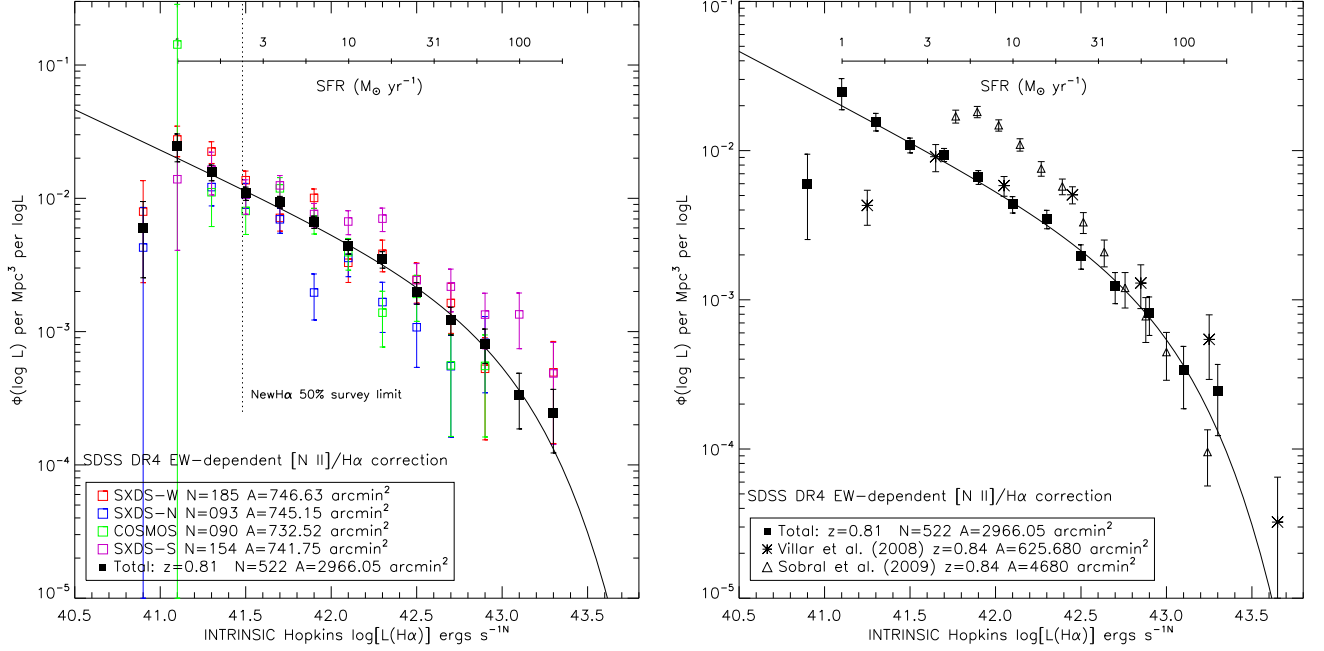 3 10 31 100
SFR (M⊙ yr⁻¹)
10⁻¹
10⁻²
10⁻³
10⁻⁴
10⁻⁵
Φ(log L) per Mpc³ per logL
NewHα 50% survey limit
SDSS DR4 EW-dependent [N II]/Hα correction
SXDS-W N=185 A=746.63 arcmin²
SXDS-N N=093 A=745.15 arcmin²
COSMOS N=090 A=732.52 arcmin²
SXDS-S N=154 A=741.75 arcmin²
Total: z=0.81 N=522 A=2966.05 arcmin²
40.5 41.0 41.5 42.0 42.5 43.0 43.5
INTRINSIC Hopkins log[L(Hα)] ergs s⁻¹ᴺ
1 3 10 31 100
SFR (M⊙ yr⁻¹)
10⁻¹
10⁻²
10⁻³
10⁻⁴
10⁻⁵
Φ(log L) per Mpc³ per logL
SDSS DR4 EW-dependent [N II]/Hα correction
Total: z=0.81 N=522 A=2966.05 arcmin²
Villar et al. (2008) z=0.84 A=625.680 arcmin²
Sobral et al. (2009) z=0.84 A=4680 arcmin²
40.5 41.0 41.5 42.0 42.5 43.0 43.5
INTRINSIC Hopkins log[L(Hα)] ergs s⁻¹ᴺ